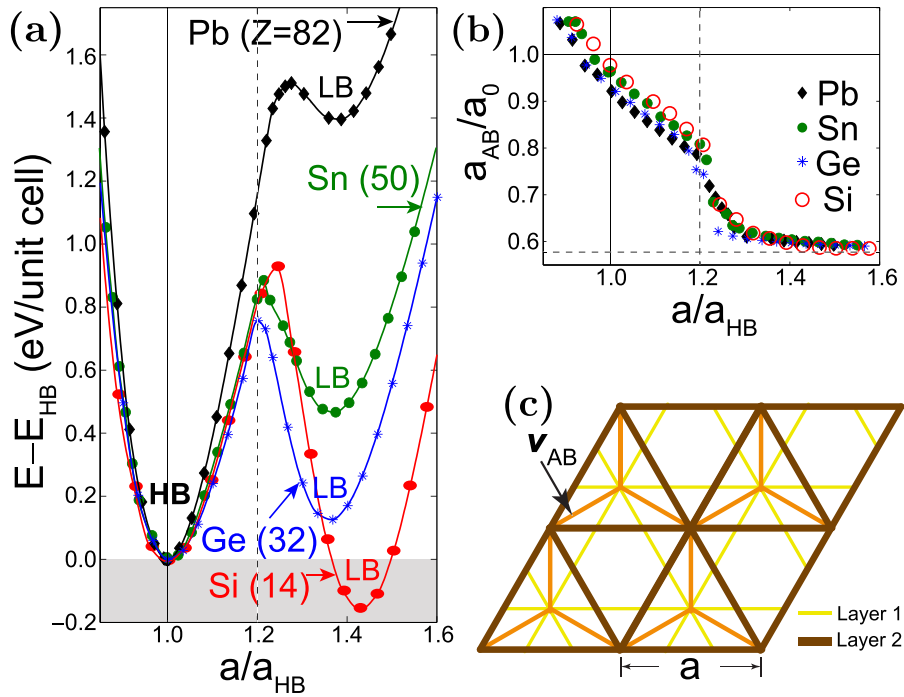 (a)
E−E_HB (eV/unit cell)
1.6
1.4
1.2
1.0
0.8
0.6
0.4
0.2
0.0
−0.2
Pb (Z=82)
LB
Sn (50)
LB
HB
LB
Ge (32)
LB
Si (14)
1.0
1.2
1.4
1.6
a/a_HB
(b)
a_AB/a_0
1.0
0.9
0.8
0.7
0.6
Pb
Sn
Ge
Si
1.0
1.2
1.4
1.6
a/a_HB
(c)
v_AB
Layer 1
Layer 2
a